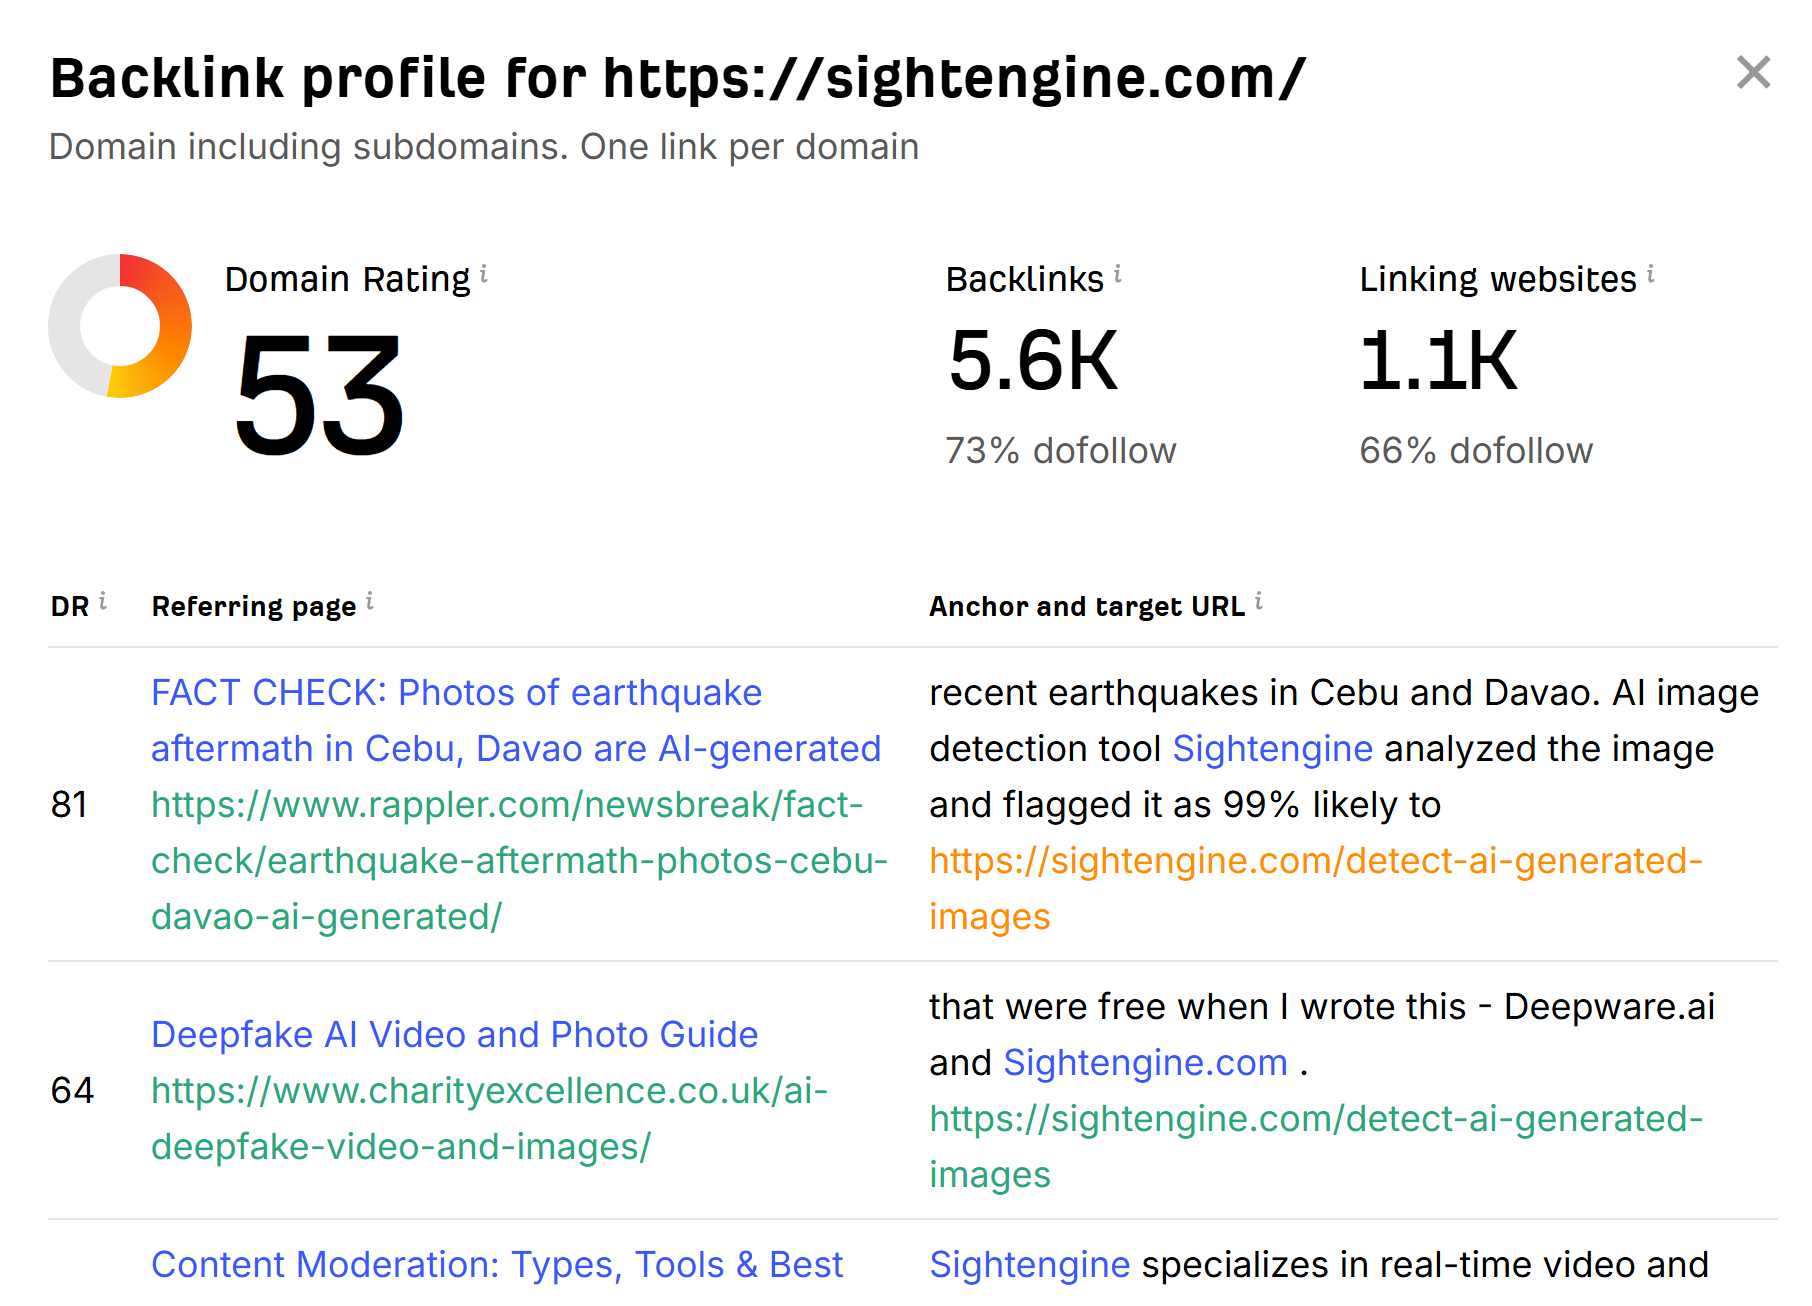 Backlink profile for https://sightengine.com/
Domain including subdomains. One link per domain
Domain Rating i
53
Backlinks i
5.6K
73% dofollow
Linking websites i
1.1K
66% dofollow
DR i Referring page i Anchor and target URL i
81
FACT CHECK: Photos of earthquake
aftermath in Cebu, Davao are AI-generated
https://www.rappler.com/newsbreak/fact-
check/earthquake-aftermath-photos-cebu-
davao-ai-generated/
recent earthquakes in Cebu and Davao. AI image
detection tool Sightengine analyzed the image
and flagged it as 99% likely to
https://sightengine.com/detect-ai-generated-
images
64
Deepfake AI Video and Photo Guide
https://www.charityexcellence.co.uk/ai-
deepfake-video-and-images/
that were free when I wrote this - Deepware.ai
and Sightengine.com .
https://sightengine.com/detect-ai-generated-
images
Content Moderation: Types, Tools & Best
Sightengine specializes in real-time video and